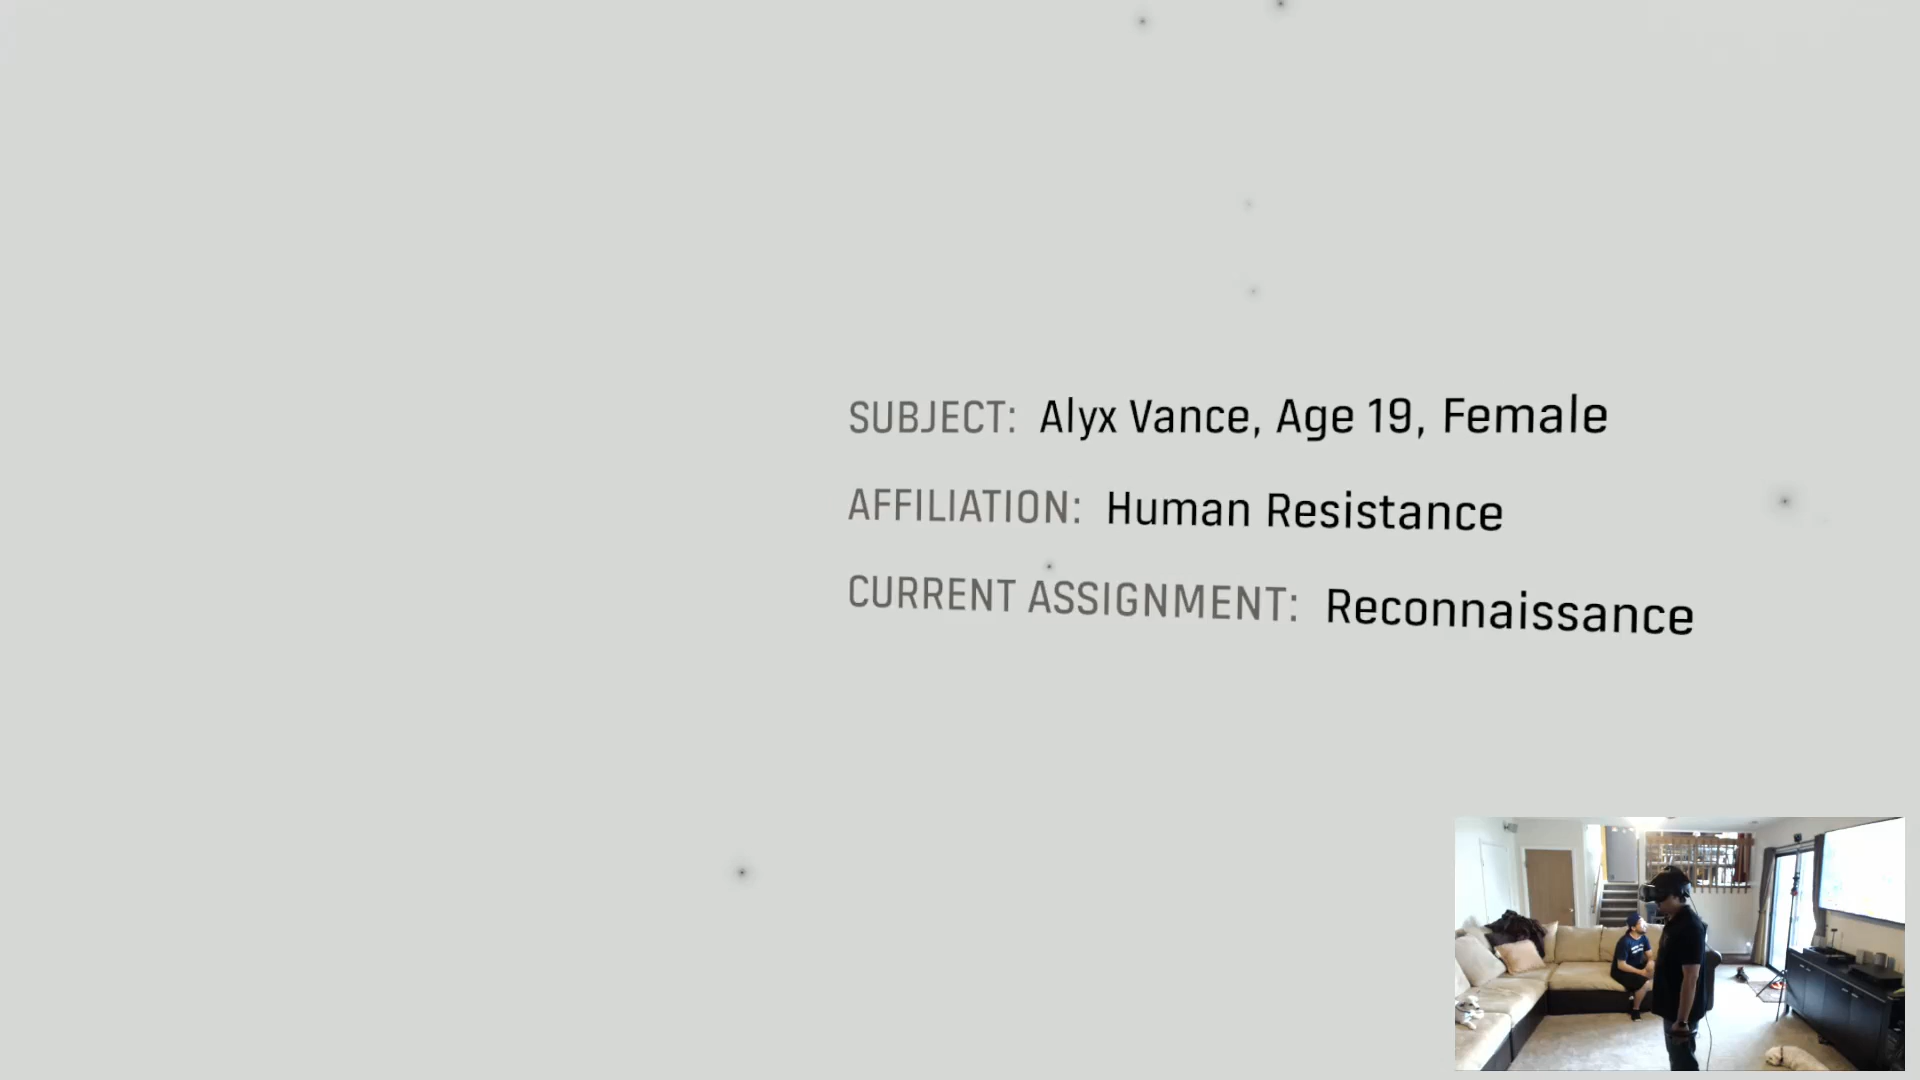 SUBJECT: Alyx Vance, Age 19, Female
AFFILIATION: Human Resistance
CURRENT ASSIGNMENT: Reconnaissance